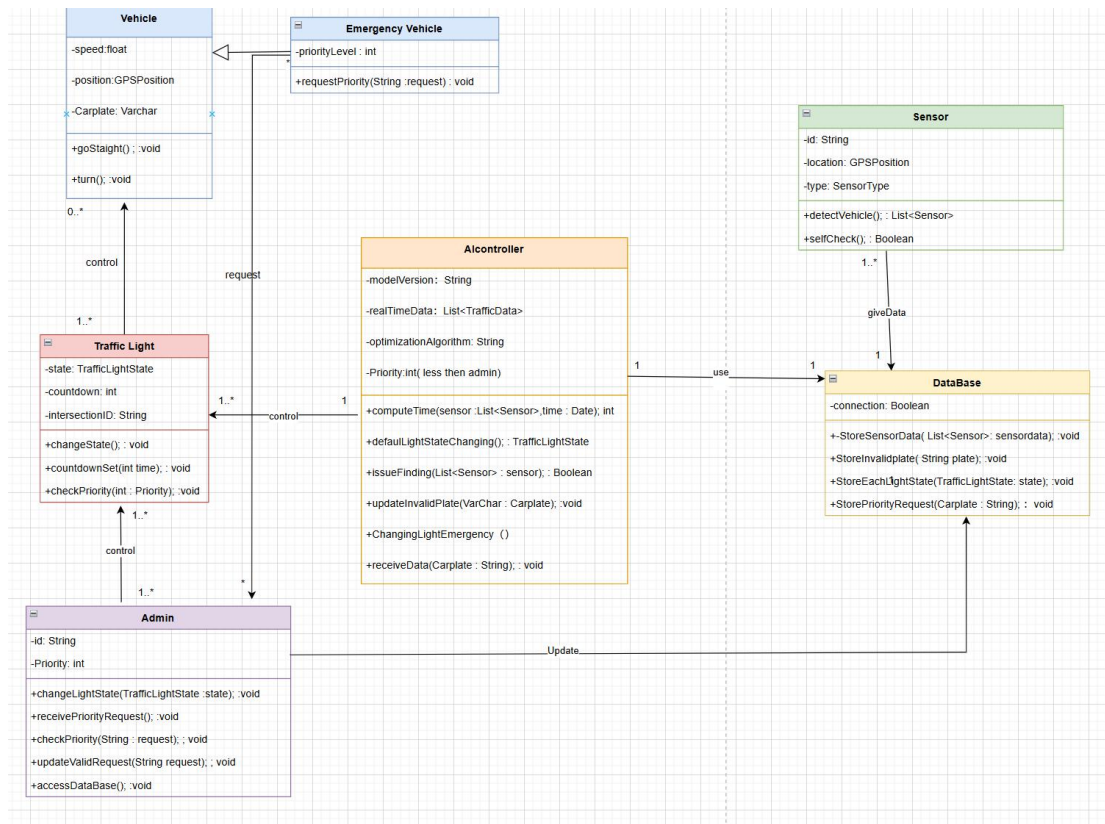 Vehicle
-speed:float
-position:GPSPosition
-Carplate: Varchar
+goStaight() ; :void
+turn(); :void
Emergency Vehicle
-priorityLevel : int
+requestPriority(String :request) : void
*
0..*
control
1..*
request
*
Sensor
-id: String
-location: GPSPosition
-type: SensorType
+detectVehicle(); : List<Sensor>
+selfCheck(); : Boolean
1..*
giveData
1
AIcontroller
-modelVersion: String
-realTimeData: List<TrafficData>
-optimizationAlgorithm: String
-Priority:int( less then admin)
+computeTime(sensor :List<Sensor>,time : Date); int
+defaulLightStateChanging(); : TrafficLightState
+issueFinding(List<Sensor> : sensor); : Boolean
+updateInvalidPlate(VarChar : Carplate); :void
+ChangingLightEmergency ()
+receiveData(Carplate : String); : void
1
use
1
1
control
1..*
Traffic Light
-state: TrafficLightState
-countdown: int
-intersectionID: String
+changeState(); : void
+countdownSet(int time); : void
+checkPriority(int : Priority); :void
1..*
control
1..*
DataBase
-connection: Boolean
+-StoreSensorData( List<Sensor>: sensordata); :void
+StoreInvalidplate( String plate); :void
+StoreEachLightState(TrafficLightState: state); :void
+StorePriorityRequest(Carplate : String); : void
1
Admin
-id: String
-Priority: int
+changeLightState(TrafficLightState :state); :void
+receivePriorityRequest(); :void
+checkPriority(String : request); ; void
+updateValidRequest(String request); ; void
+accessDataBase(); :void
Update